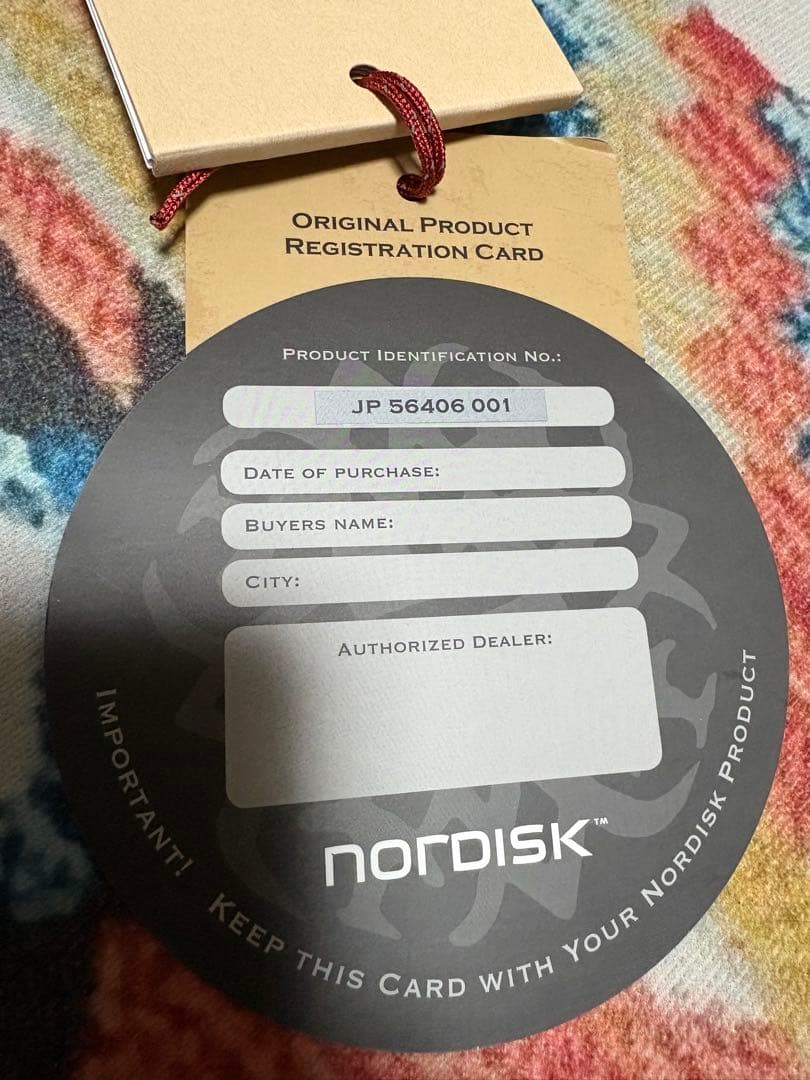 ORIGINAL PRODUCT
REGISTRATION CARD
PRODUCT IDENTIFICATION NO.:
JP 56406 001
DATE OF PURCHASE:
BUYERS NAME:
CITY:
AUTHORIZED DEALER:
NORDISK™
IMPORTANT! KEEP THIS CARD WITH YOUR NORDISK PRODUCT